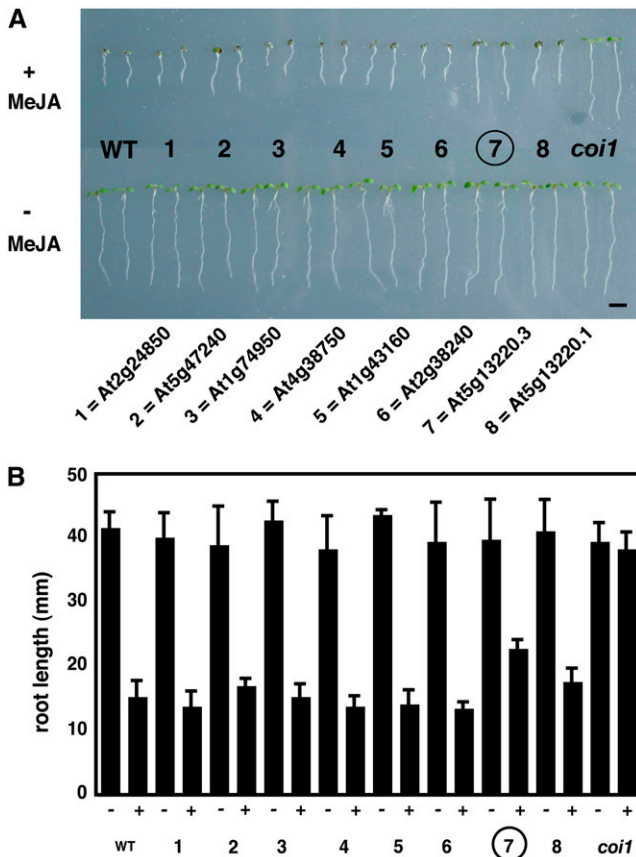 A
+
MeJA
WT 1 2 3 4 5 6 7 8 coi1
-
MeJA
1 = At2g24850
2 = At5g47240
3 = At1g74950
4 = At4g38750
5 = At1g43160
6 = At2g38240
7 = At5g13220.3
8 = At5g13220.1
B
root length (mm)
50
40
30
20
10
0
- + - + - + - + - + - + - + - + - + - +
WT 1 2 3 4 5 6 7 8 coi1